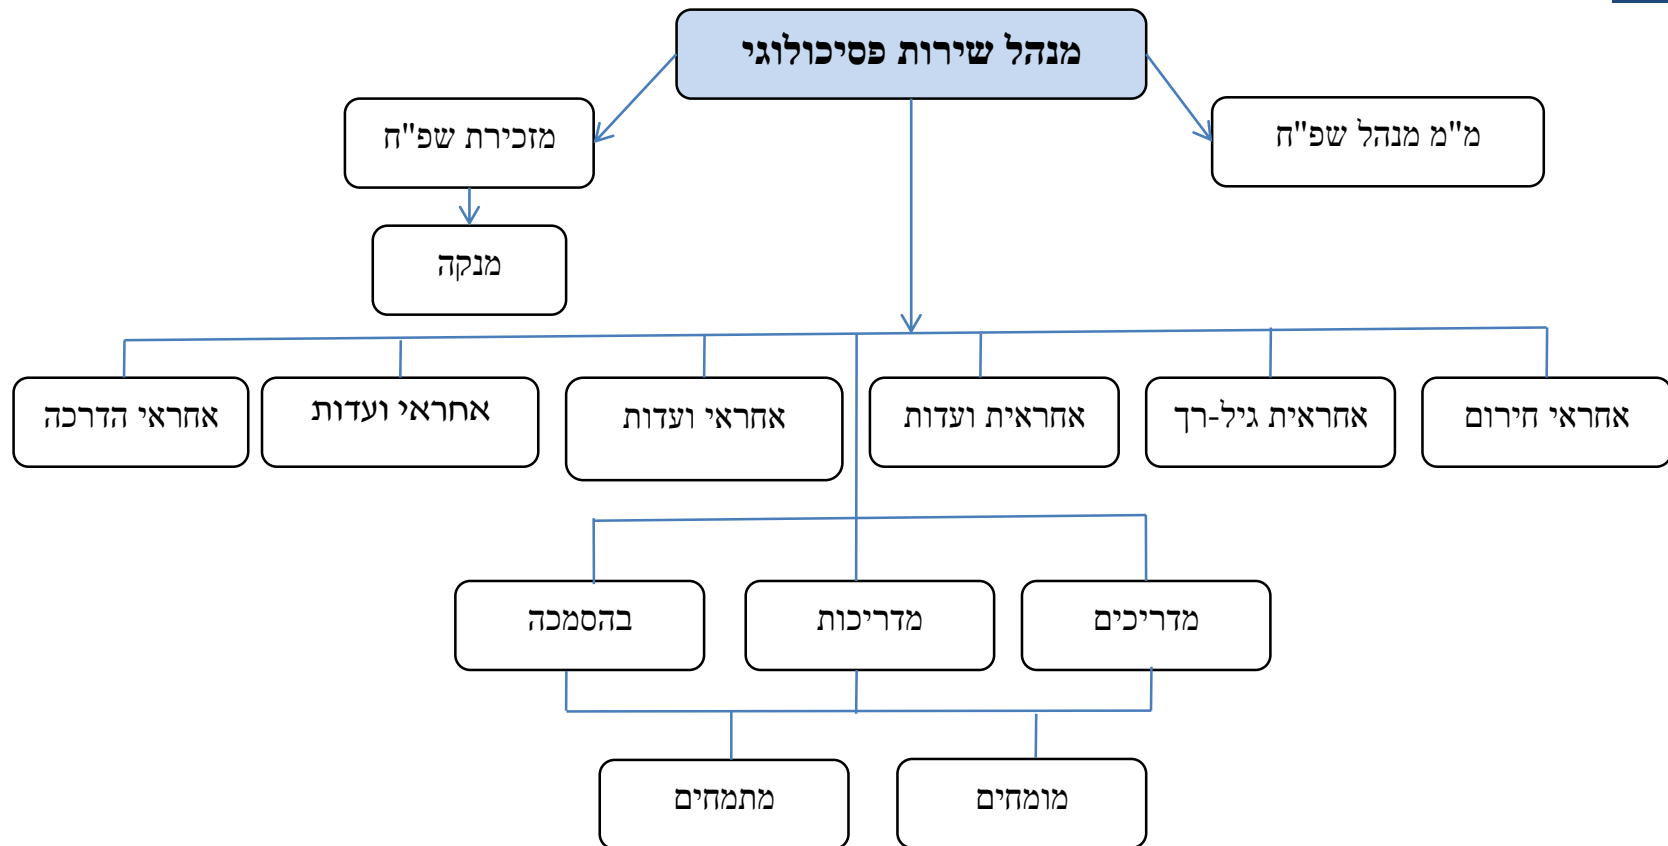 מנהל שירות פסיכולוגי
מ"מ מנהל שפ"ח
מזכירת שפ"ח
מנקה
אחראי חירום
אחראית גיל-רך
אחראית ועדות
אחראי ועדות
אחראי ועדות
אחראי הדרכה
מדריכים
מדריכות
בהסמכה
מומחים
מתמחים